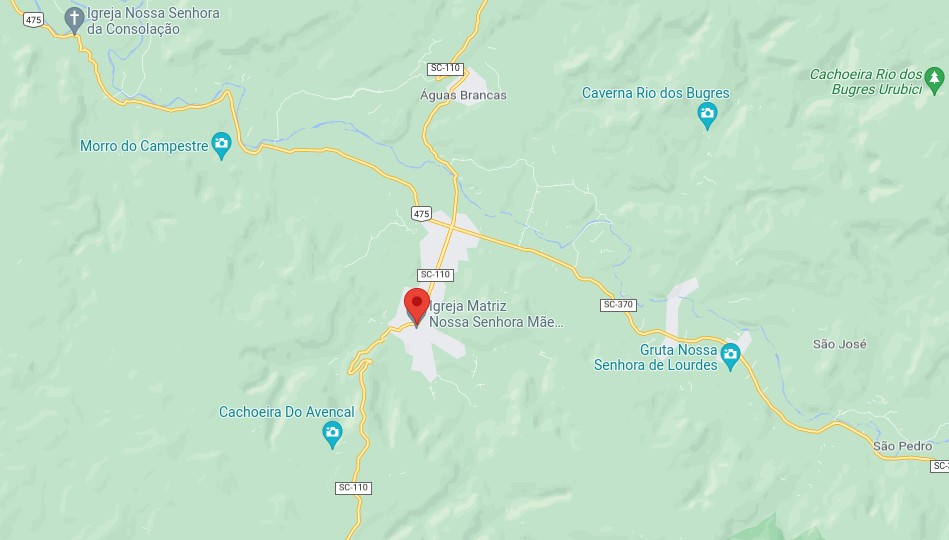 475
Igreja Nossa Senhora
da Consolação
SC-110
Águas Brancas
Caverna Rio dos Bugres
Cachoeira Rio dos
Bugres Urubici
Morro do Campestre
475
SC-110
Igreja Matriz
Nossa Senhora Mãe...
SC-370
Gruta Nossa
Senhora de Lourdes
São José
Cachoeira Do Avencal
São Pedro
SC-3
SC-110